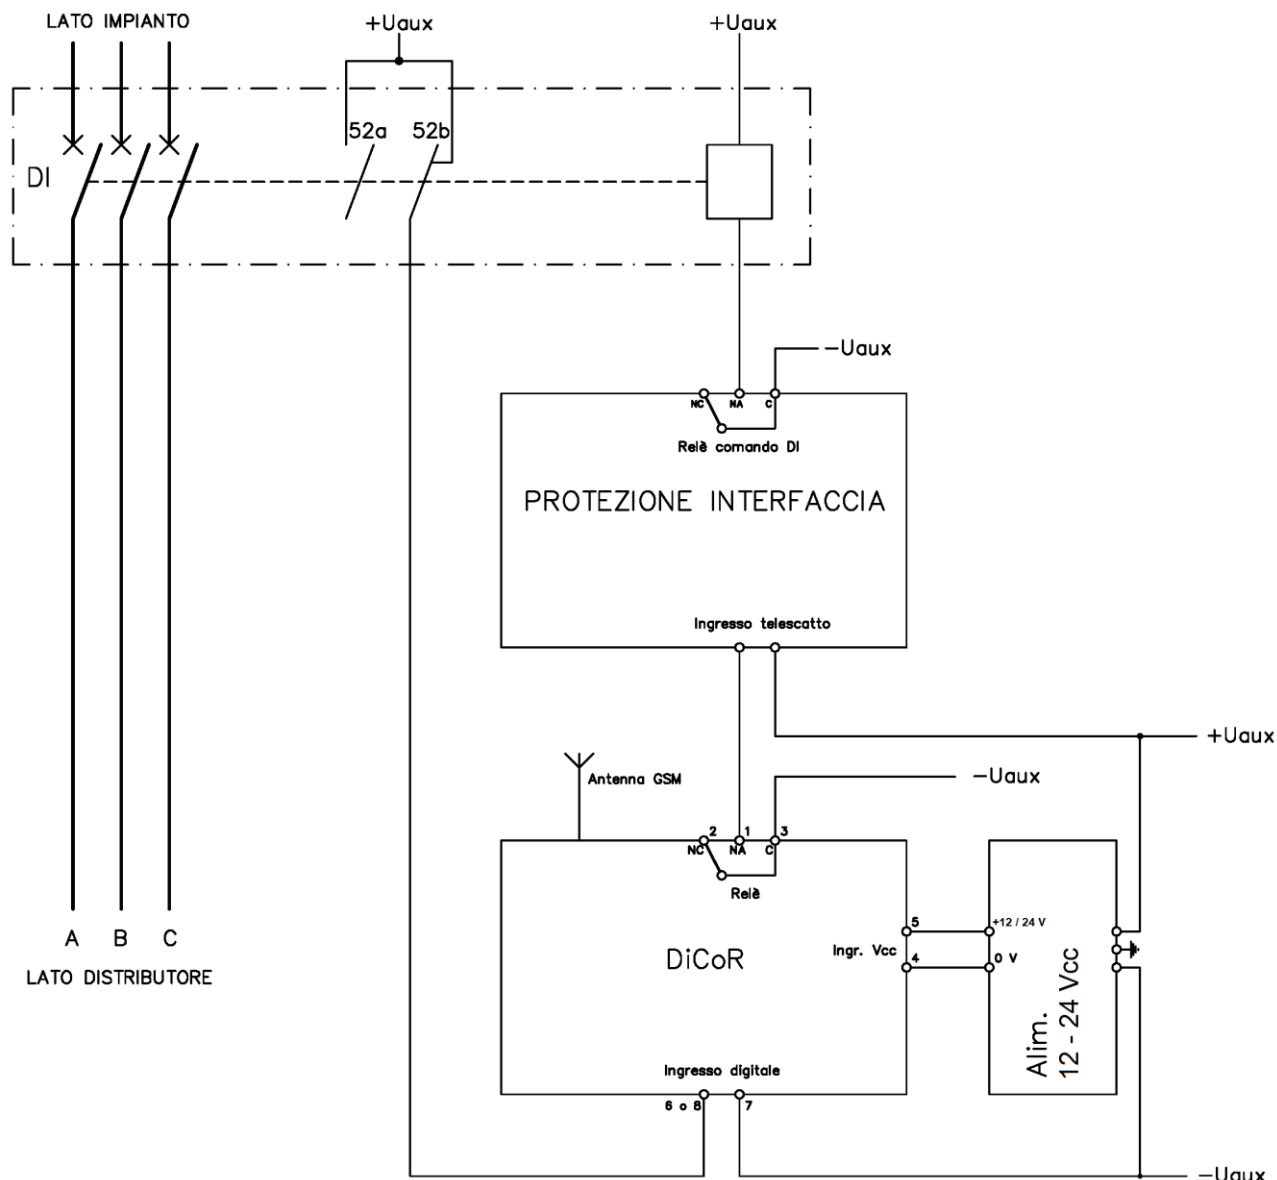 LATO IMPIANTO
+Uaux
+Uaux
52a
52b
DI
-Uaux
NC
NA
C
Relè comando DI
PROTEZIONE INTERFACCIA
Ingresso telescatto
+Uaux
-Uaux
Antenna GSM
2
1
3
NC
NA
C
Relè
A
B
C
LATO DISTRIBUTORE
DiCoR
Ingr. Vcc
5
4
+12 / 24 V
0 V
Alim.
12 - 24 Vcc
Ingresso digitale
6 o 8
7
-Uaux